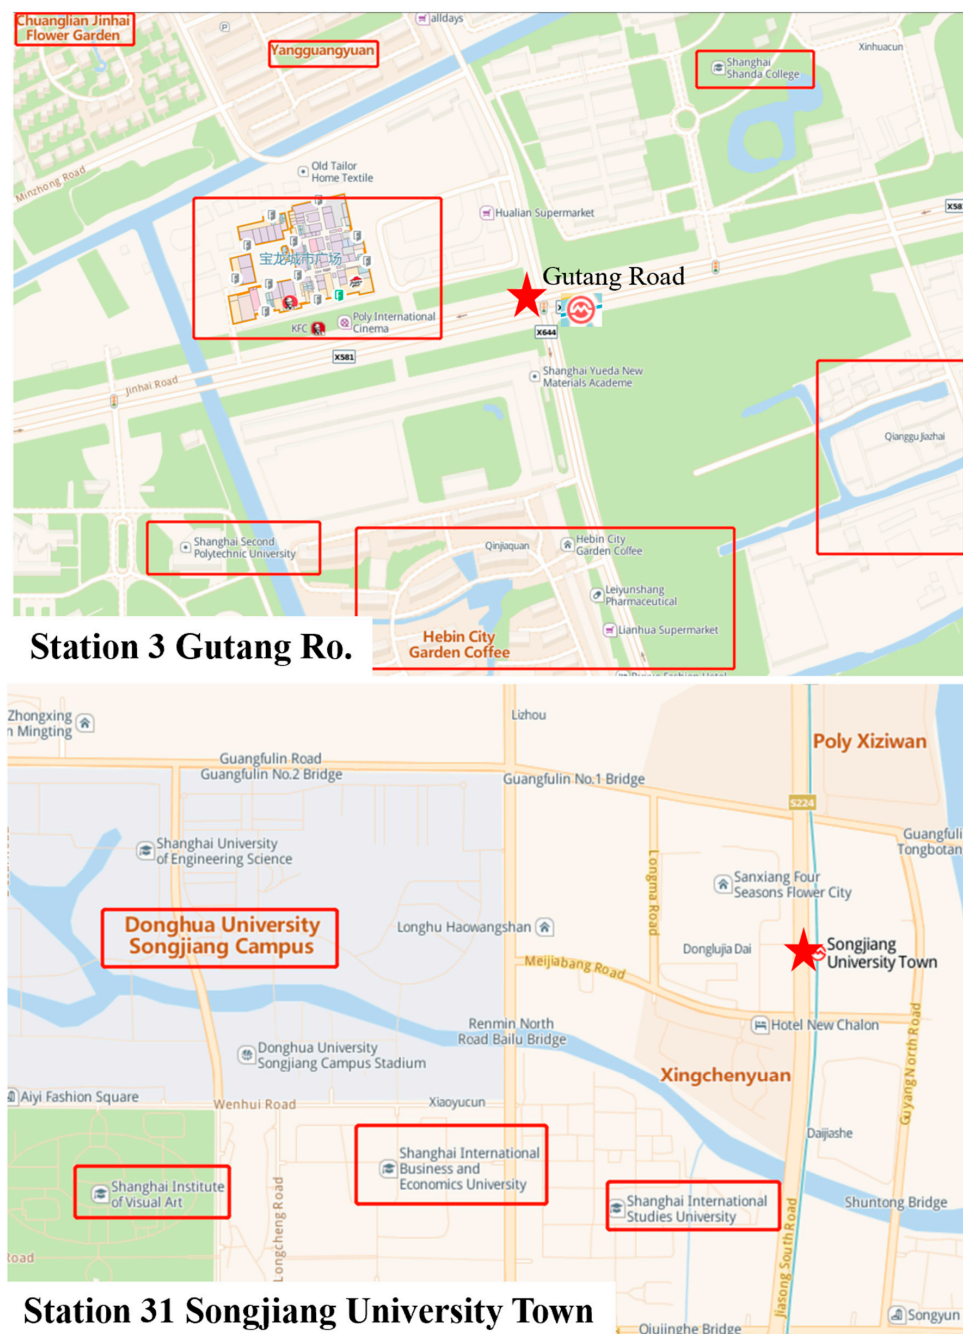 Chuanglian Jinhai
Flower Garden
Yangguangyuan
P
alldays
Xinhuacun
Shanghai
Shanda College
Minzhong Road
Old Tailor
Home Textile
Hualian Supermarket
宝龙城市广场
Gutang Road
KFC
Poly International
Cinema
X581
X644
Shanghai Yueda New
Materials Academe
Jinhai Road
Qianggu Jiazhai
Shanghai Second
Polytechnic University
Qinjiaquan
Hebin City
Garden Coffee
Leiyunshang
Pharmaceutical
Lianhua Supermarket
Hebin City
Garden Coffee
Station 3 Gutang Ro.
Zhongxing
n Mingting
Lizhou
Poly Xiziwan
Guangfulin Road
Guangfulin No.2 Bridge
Guangfulin No.1 Bridge
S224
Guangfuli
Tongbotang
Shanghai University
of Engineering Science
Longma Road
Sanxiang Four
Seasons Flower City
Donghua University
Songjiang Campus
Longhu Haowangshan
Donglujia Dai
Songjiang
University Town
Meijiabang Road
Renmin North
Road Bailu Bridge
Hotel New Chalon
Donghua University
Songjiang Campus Stadium
Xingchenyuan
Guyang North Road
Aiyi Fashion Square
Wenhui Road
Xiaoyucun
Daijiashe
Shanghai International
Business and
Economics University
Shanghai Institute
of Visual Art
Shanghai International
Studies University
Shuntong Bridge
Longcheng Road
Jiasong South Road
Road
Songyun
Qiujinghe Bridge
Station 31 Songjiang University Town